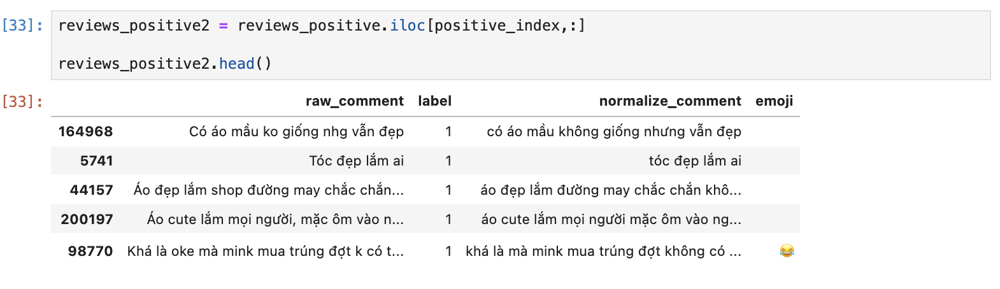 [33]: reviews_positive2 = reviews_positive.iloc[positive_index,:]
reviews_positive2.head()
[33]: raw_comment label normalize_comment emoji
164968 Có áo mầu ko giống nhg vẫn đẹp 1 có áo mầu không giống nhưng vẫn đẹp
5741 Tóc đẹp lắm ai 1 tóc đẹp lắm ai
44157 Áo đẹp lắm shop đường may chắc chắn... 1 áo đẹp lắm đường may chắc chắn khô...
200197 Áo cute lắm mọi người, mặc ôm vào n... 1 áo cute lắm mọi người mặc ôm vào ng...
98770 Khá là oke mà mink mua trúng đợt k có t... 1 khá là mà mink mua trúng đợt không có ... 😂